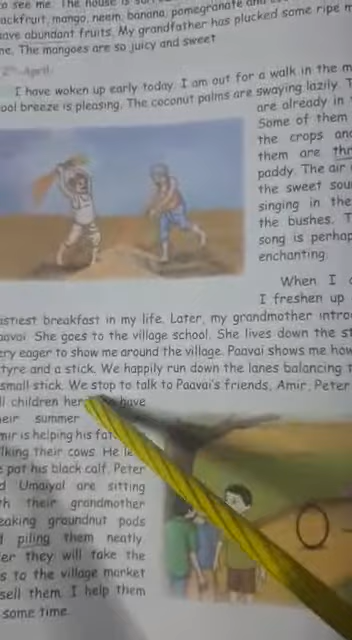 to see me. The house is
ackfruit, mango, neem, banana, pomegranate and
have abundant fruits. My grandfather has plucked some ripe
me. The mangoes are so juicy and sweet
2nd April
I have woken up early today. I am out for a walk in the m
ool breeze is pleasing. The coconut palms are swaying lazily. T
are already in
Some of them
the crops and
them are thr
paddy. The air
the sweet sou
singing in the
the bushes. T
song is perhap
enchanting.
When I
I freshen up
astiest breakfast in my life. Later, my grandmother intro
aavai. She goes to the village school. She lives down the st
ery eager to show me around the village. Paavai shows me how
tyre and a stick. We happily run down the lanes balancing t
small stick. We stop to talk to Paavai's friends, Amir, Peter
ll children her have
eir summer
mir is helping his fat
lking their cows. He
pat his black calf. Peter
d Umaiyal are sitting
th their grandmother
eaking groundnut pods
d piling them neatly.
er they will take the
s to the village market
sell them. I help them
some time.